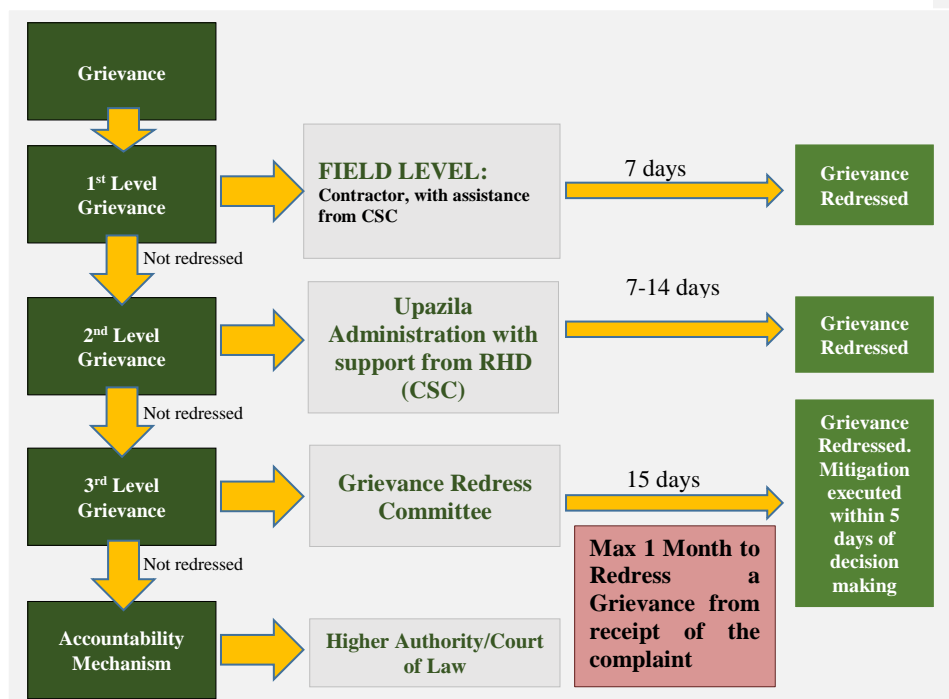 Grievance
1st Level
Grievance
FIELD LEVEL:
Contractor, with assistance
from CSC
7 days
Grievance
Redressed
Not redressed
2nd Level
Grievance
Upazila
Administration with
support from RHD
(CSC)
7-14 days
Grievance
Redressed
Not redressed
3rd Level
Grievance
Grievance Redress
Committee
15 days
Grievance
Redressed.
Mitigation
executed
within 5
days of
decision
making
Not redressed
Max 1 Month to
Redress a
Grievance from
receipt of the
complaint
Accountability
Mechanism
Higher Authority/Court
of Law